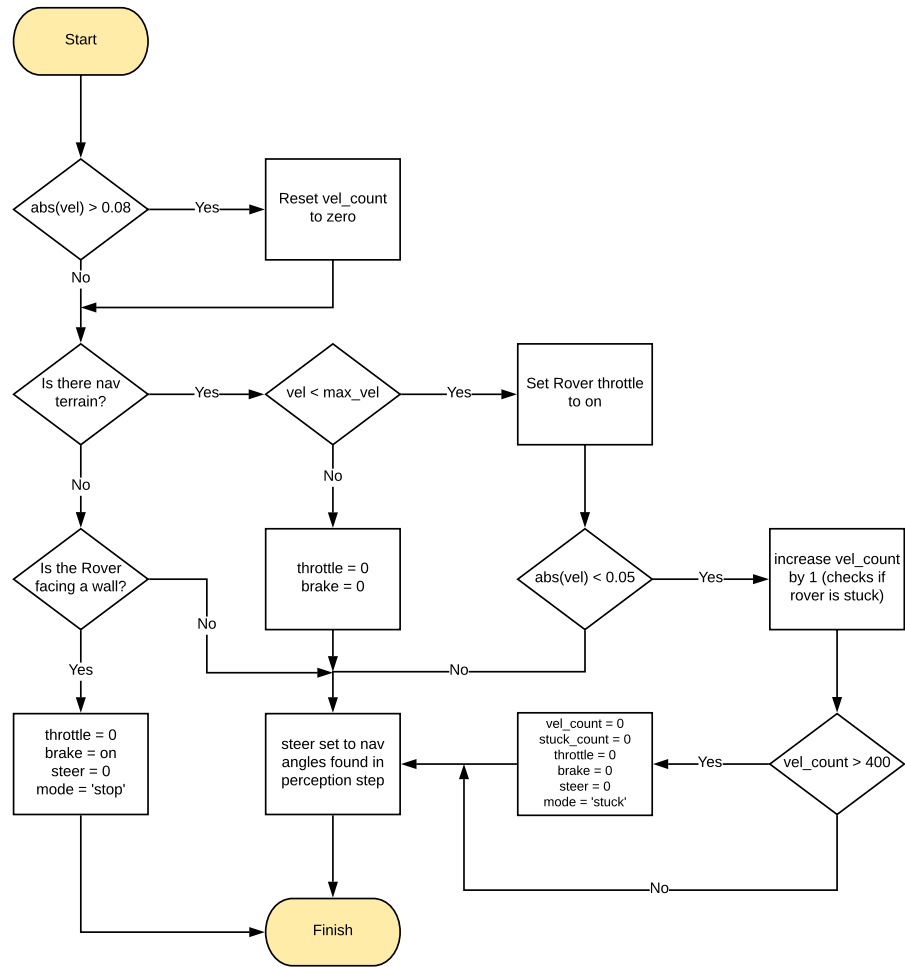 Start
abs(vel) > 0.08
Yes
Reset vel_count
to zero
No
Is there nav
terrain?
Yes
vel < max_vel
Yes
Set Rover throttle
to on
No
No
Is the Rover
facing a wall?
No
throttle = 0
brake = 0
abs(vel) < 0.05
Yes
increase vel_count
by 1 (checks if
rover is stuck)
Yes
No
throttle = 0
brake = on
steer = 0
mode = 'stop'
steer set to nav
angles found in
perception step
vel_count = 0
stuck_count = 0
throttle = 0
brake = 0
steer = 0
mode = 'stuck'
Yes
vel_count > 400
No
Finish